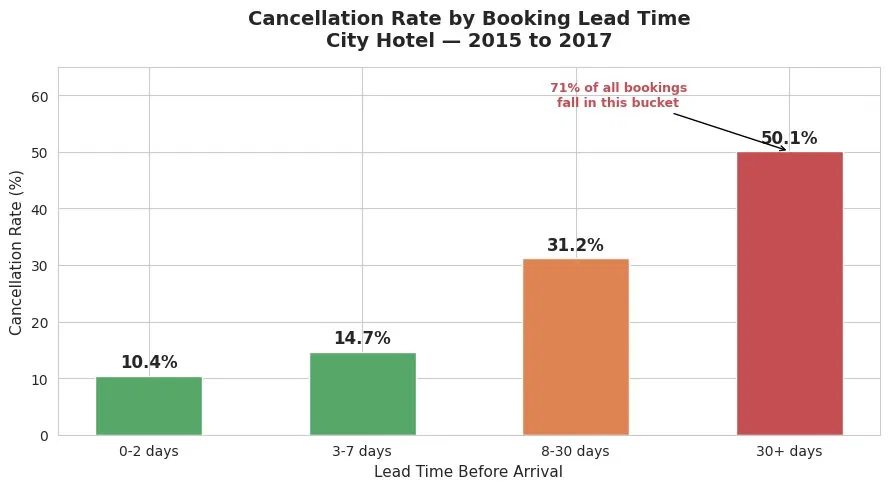 Cancellation Rate by Booking Lead Time
City Hotel — 2015 to 2017
71% of all bookings
fall in this bucket
60
50
40
30
20
10
0
Cancellation Rate (%)
10.4%
14.7%
31.2%
50.1%
0-2 days
3-7 days
8-30 days
30+ days
Lead Time Before Arrival